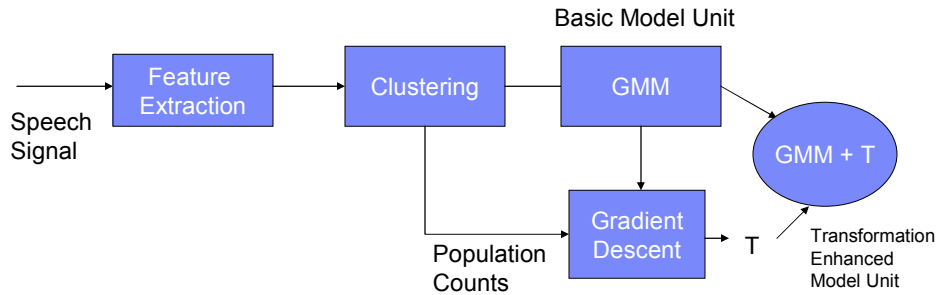 Basic Model Unit
Feature
Extraction
Clustering
GMM
Speech
Signal
GMM + T
Gradient
Descent
T
Population
Counts
Transformation
Enhanced
Model Unit